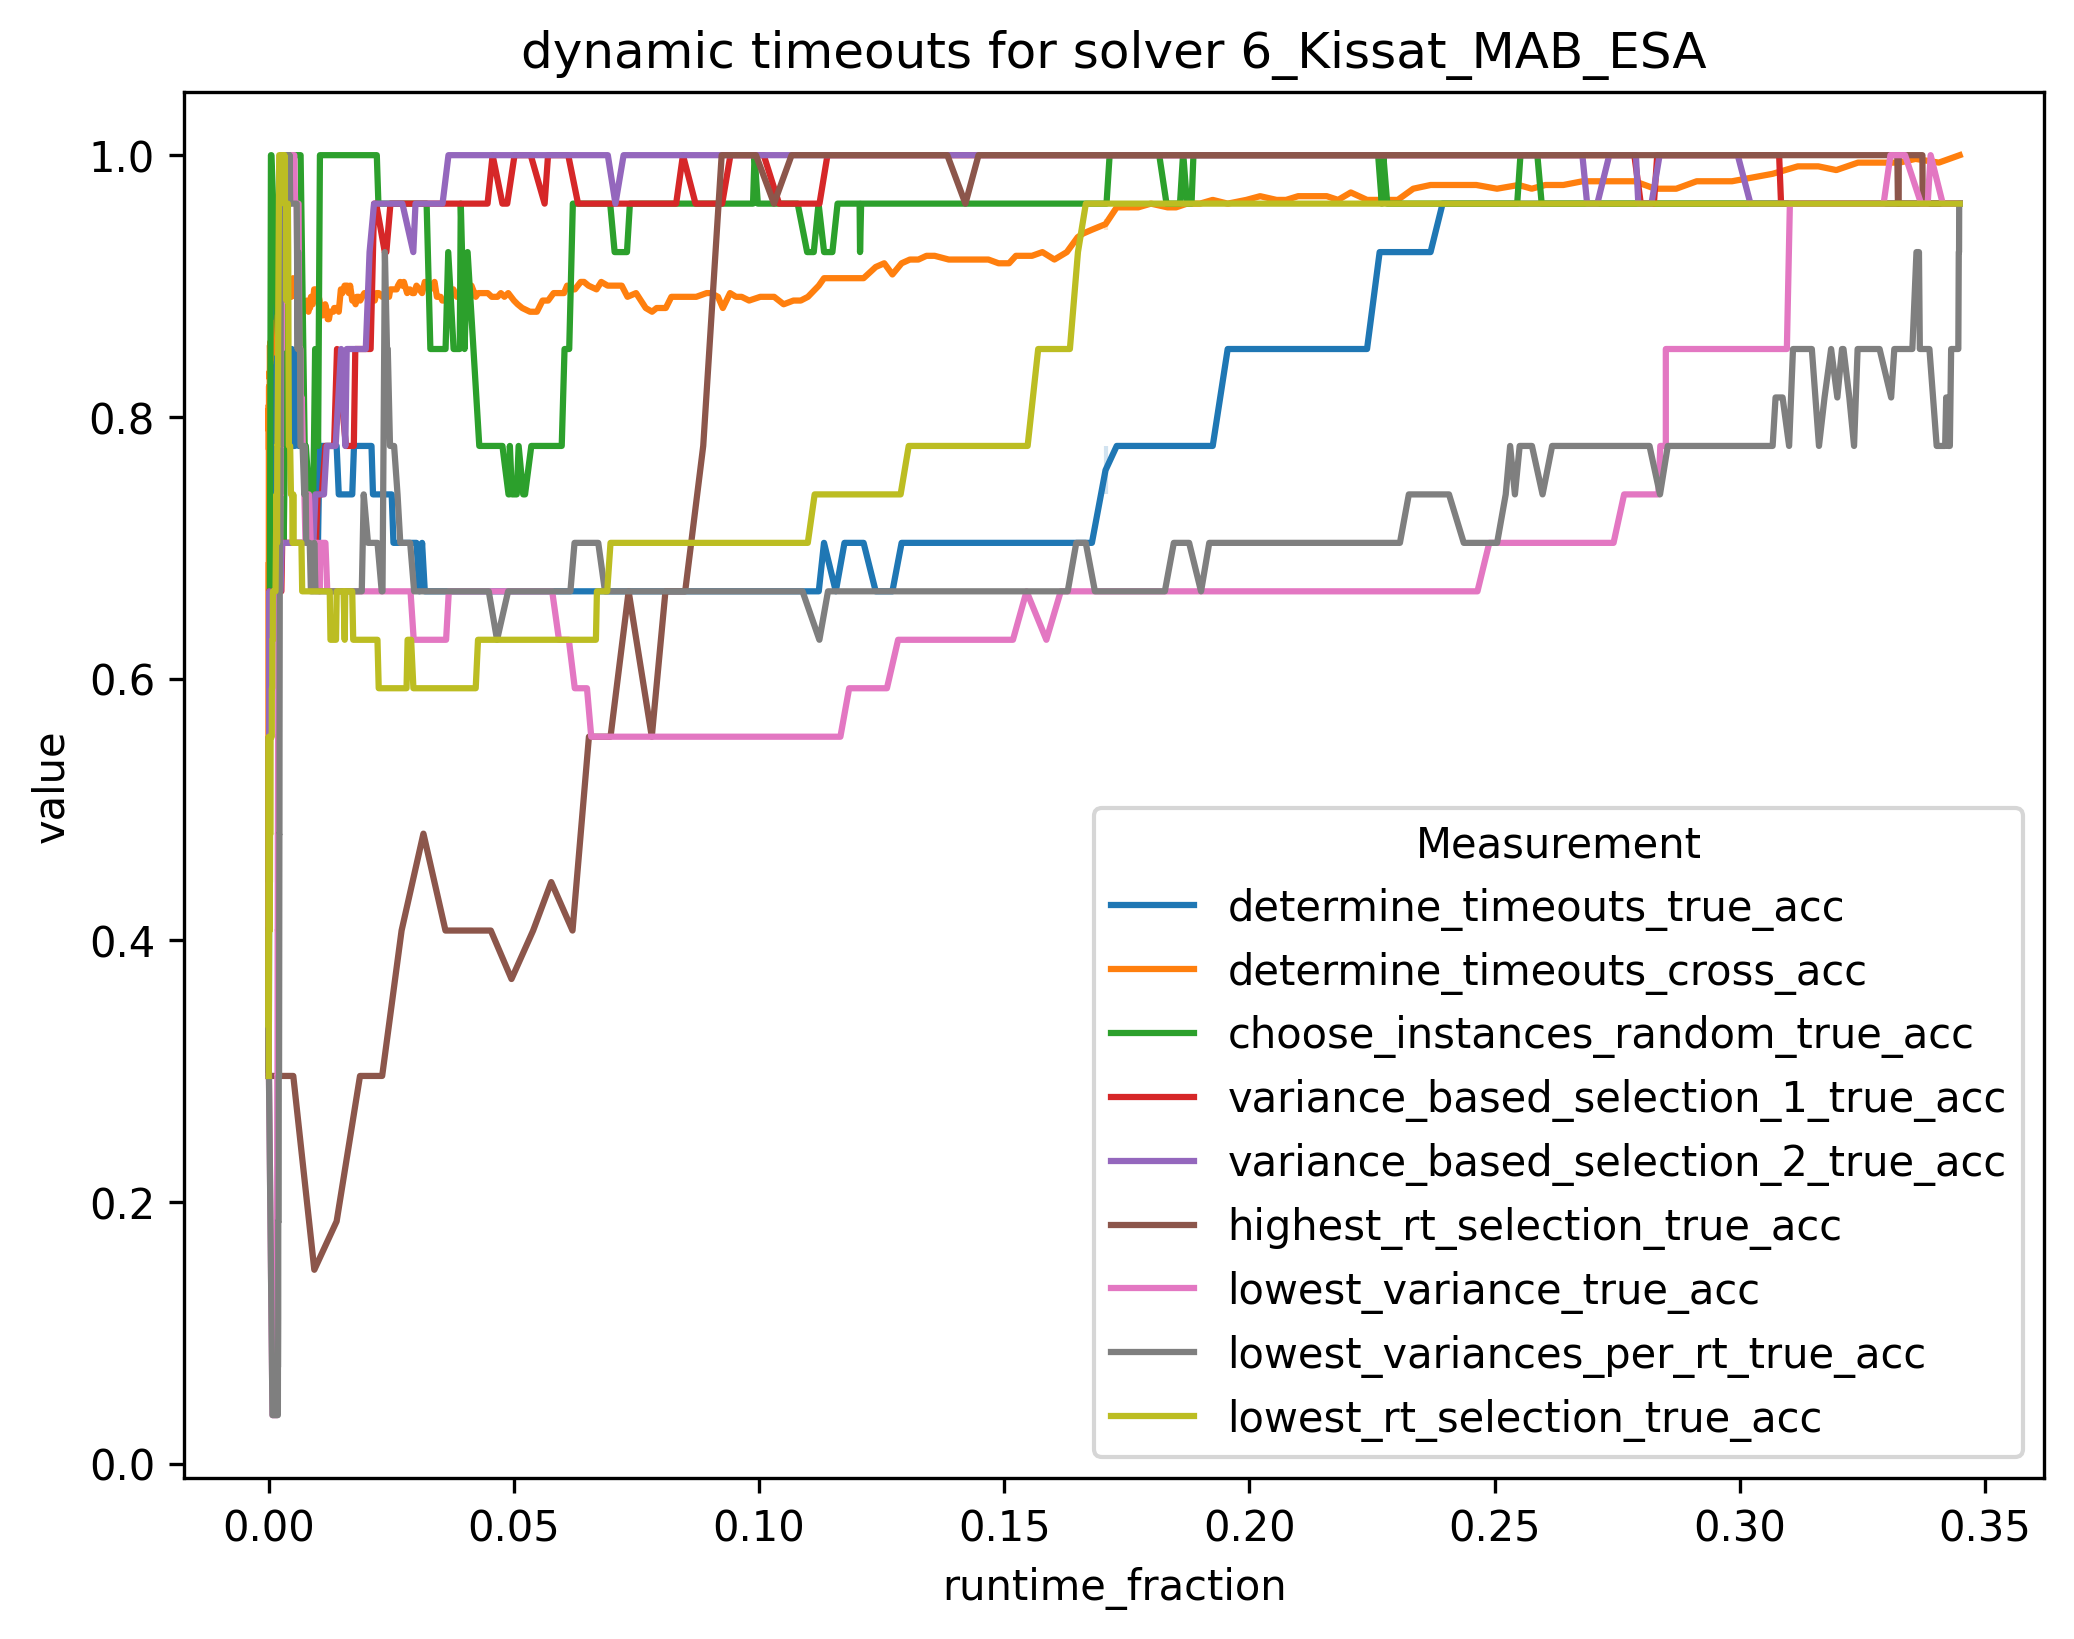 dynamic timeouts for solver 6_Kissat_MAB_ESA
1.0
0.8
0.6
0.4
0.2
0.0
value
0.00
0.05
0.10
0.15
0.20
0.25
0.30
0.35
runtime_fraction
Measurement
determine_timeouts_true_acc
determine_timeouts_cross_acc
choose_instances_random_true_acc
variance_based_selection_1_true_acc
variance_based_selection_2_true_acc
highest_rt_selection_true_acc
lowest_variance_true_acc
lowest_variances_per_rt_true_acc
lowest_rt_selection_true_acc